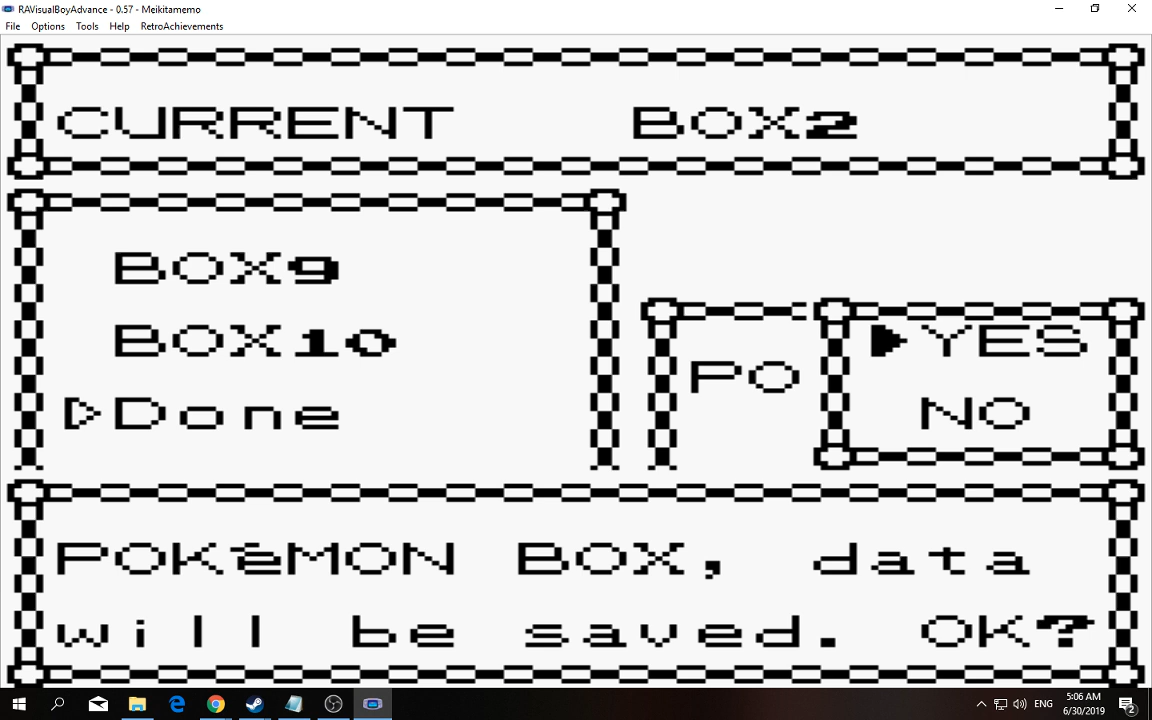 RAVisualBoyAdvance - 0.57 - Meikitamemo
File Options Tools Help RetroAchievements
CURRENT BOX2
BOX9
BOX10
Done
PO
YES
NO
POKéMON BOX, data
will be saved. OK?
ENG
5:06 AM
6/30/2019
2